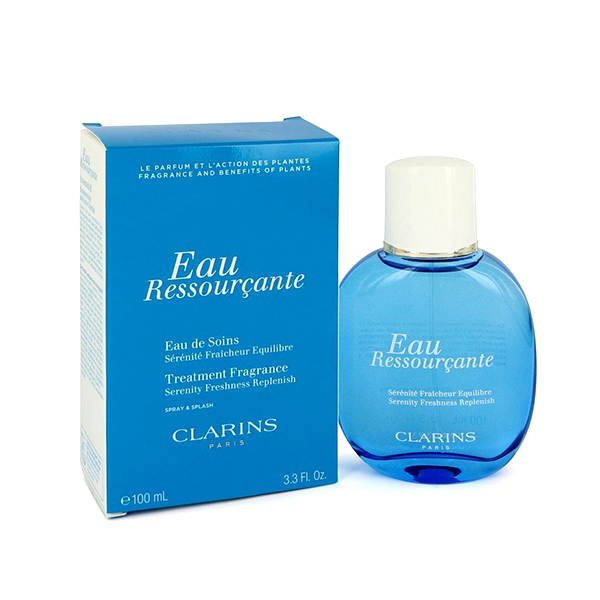 LE PARFUM ET L'ACTION DES PLANTES
FRAGRANCE AND BENEFITS OF PLANTS
Eau
Ressourçante
Eau de Soins
Sérénité Fraîcheur Equilibre
Treatment Fragrance
Serenity Freshness Replenish
SPRAY & SPLASH
CLARINS
PARIS
e 100 mL
3.3 Fl. Oz.
Eau
Ressourçante
Sérénité Fraîcheur Equilibre
Serenity Freshness Replenish
CLARINS
PARIS